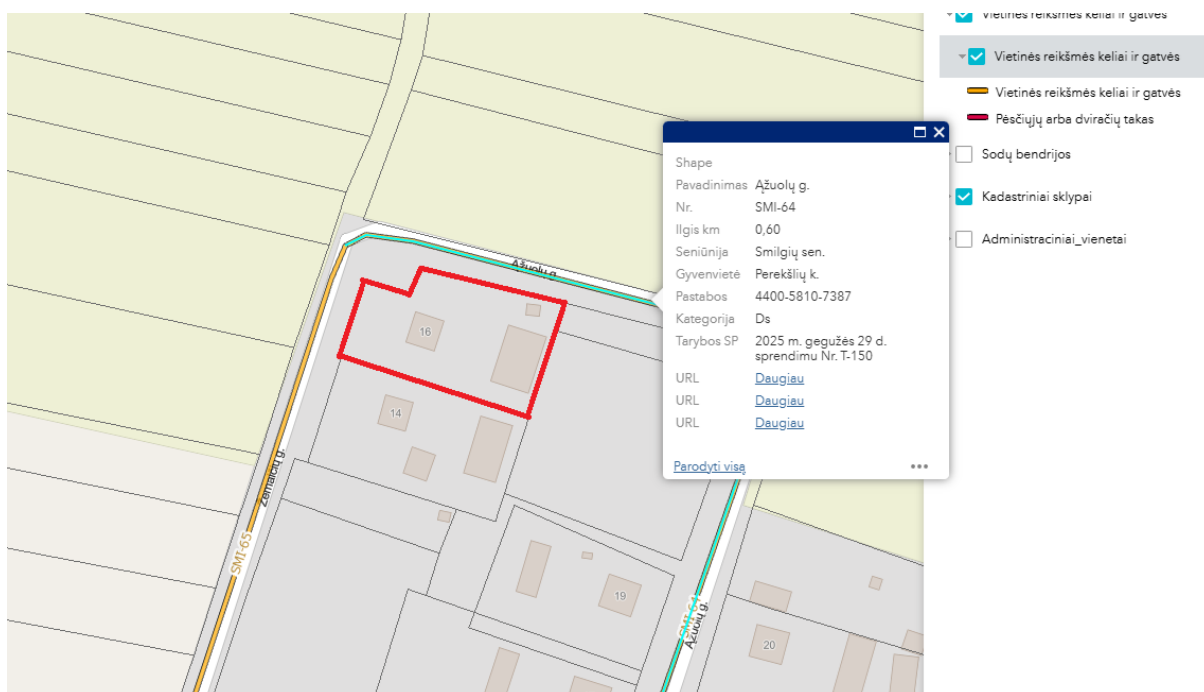 Vietinės reikšmės keliai ir gatvės
Vietinės reikšmės keliai ir gatvės
Vietinės reikšmės keliai ir gatvės
Pėsčiųjų arba dviračių takas
Sodų bendrijos
Kadastriniai sklypai
Administraciniai_vienetai
Shape
Pavadinimas Ąžuolų g.
Nr. SMI-64
Ilgis km 0,60
Seniūnija Smilgių sen.
Gyvenvietė Perekšlių k.
Pastabos 4400-5810-7387
Kategorija Ds
Tarybos SP 2025 m. gegužės 29 d.
sprendimu Nr. T-150
URL Daugiau
URL Daugiau
URL Daugiau
Parodyti visą
Ąžuolų g.
16
14
Žemaičių g.
SMI-65
19
SMI-64
Ąžuolų g.
20